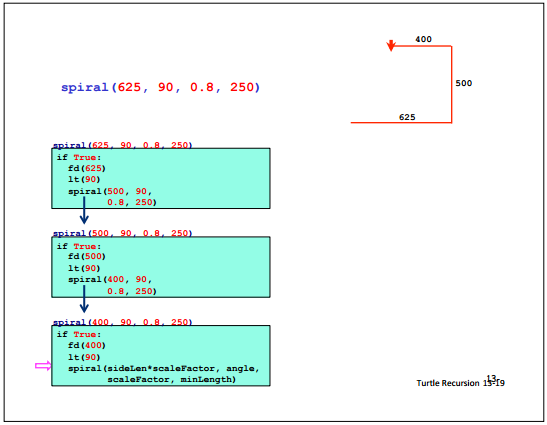 400
spiral(625, 90, 0.8, 250)
500
625
spiral(625, 90, 0.8, 250)
if True:
fd(625)
lt(90)
spiral(500, 90,
0.8, 250)
spiral(500, 90, 0.8, 250)
if True:
fd(500)
lt(90)
spiral(400, 90,
0.8, 250)
spiral(400, 90, 0.8, 250)
if True:
fd(400)
lt(90)
spiral(sideLen*scaleFactor, angle,
scaleFactor, minLength)
13-
Turtle Recursion 13-19